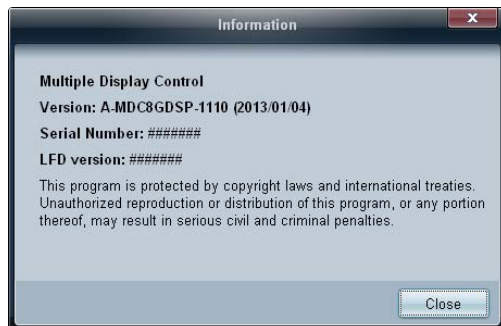 Information
x
Multiple Display Control
Version: A-MDC8GDSP-1110 (2013/01/04)
Serial Number: #######
LFD version: #######
This program is protected by copyright laws and international treaties.
Unauthorized reproduction or distribution of this program, or any portion
thereof, may result in serious civil and criminal penalties.
Close